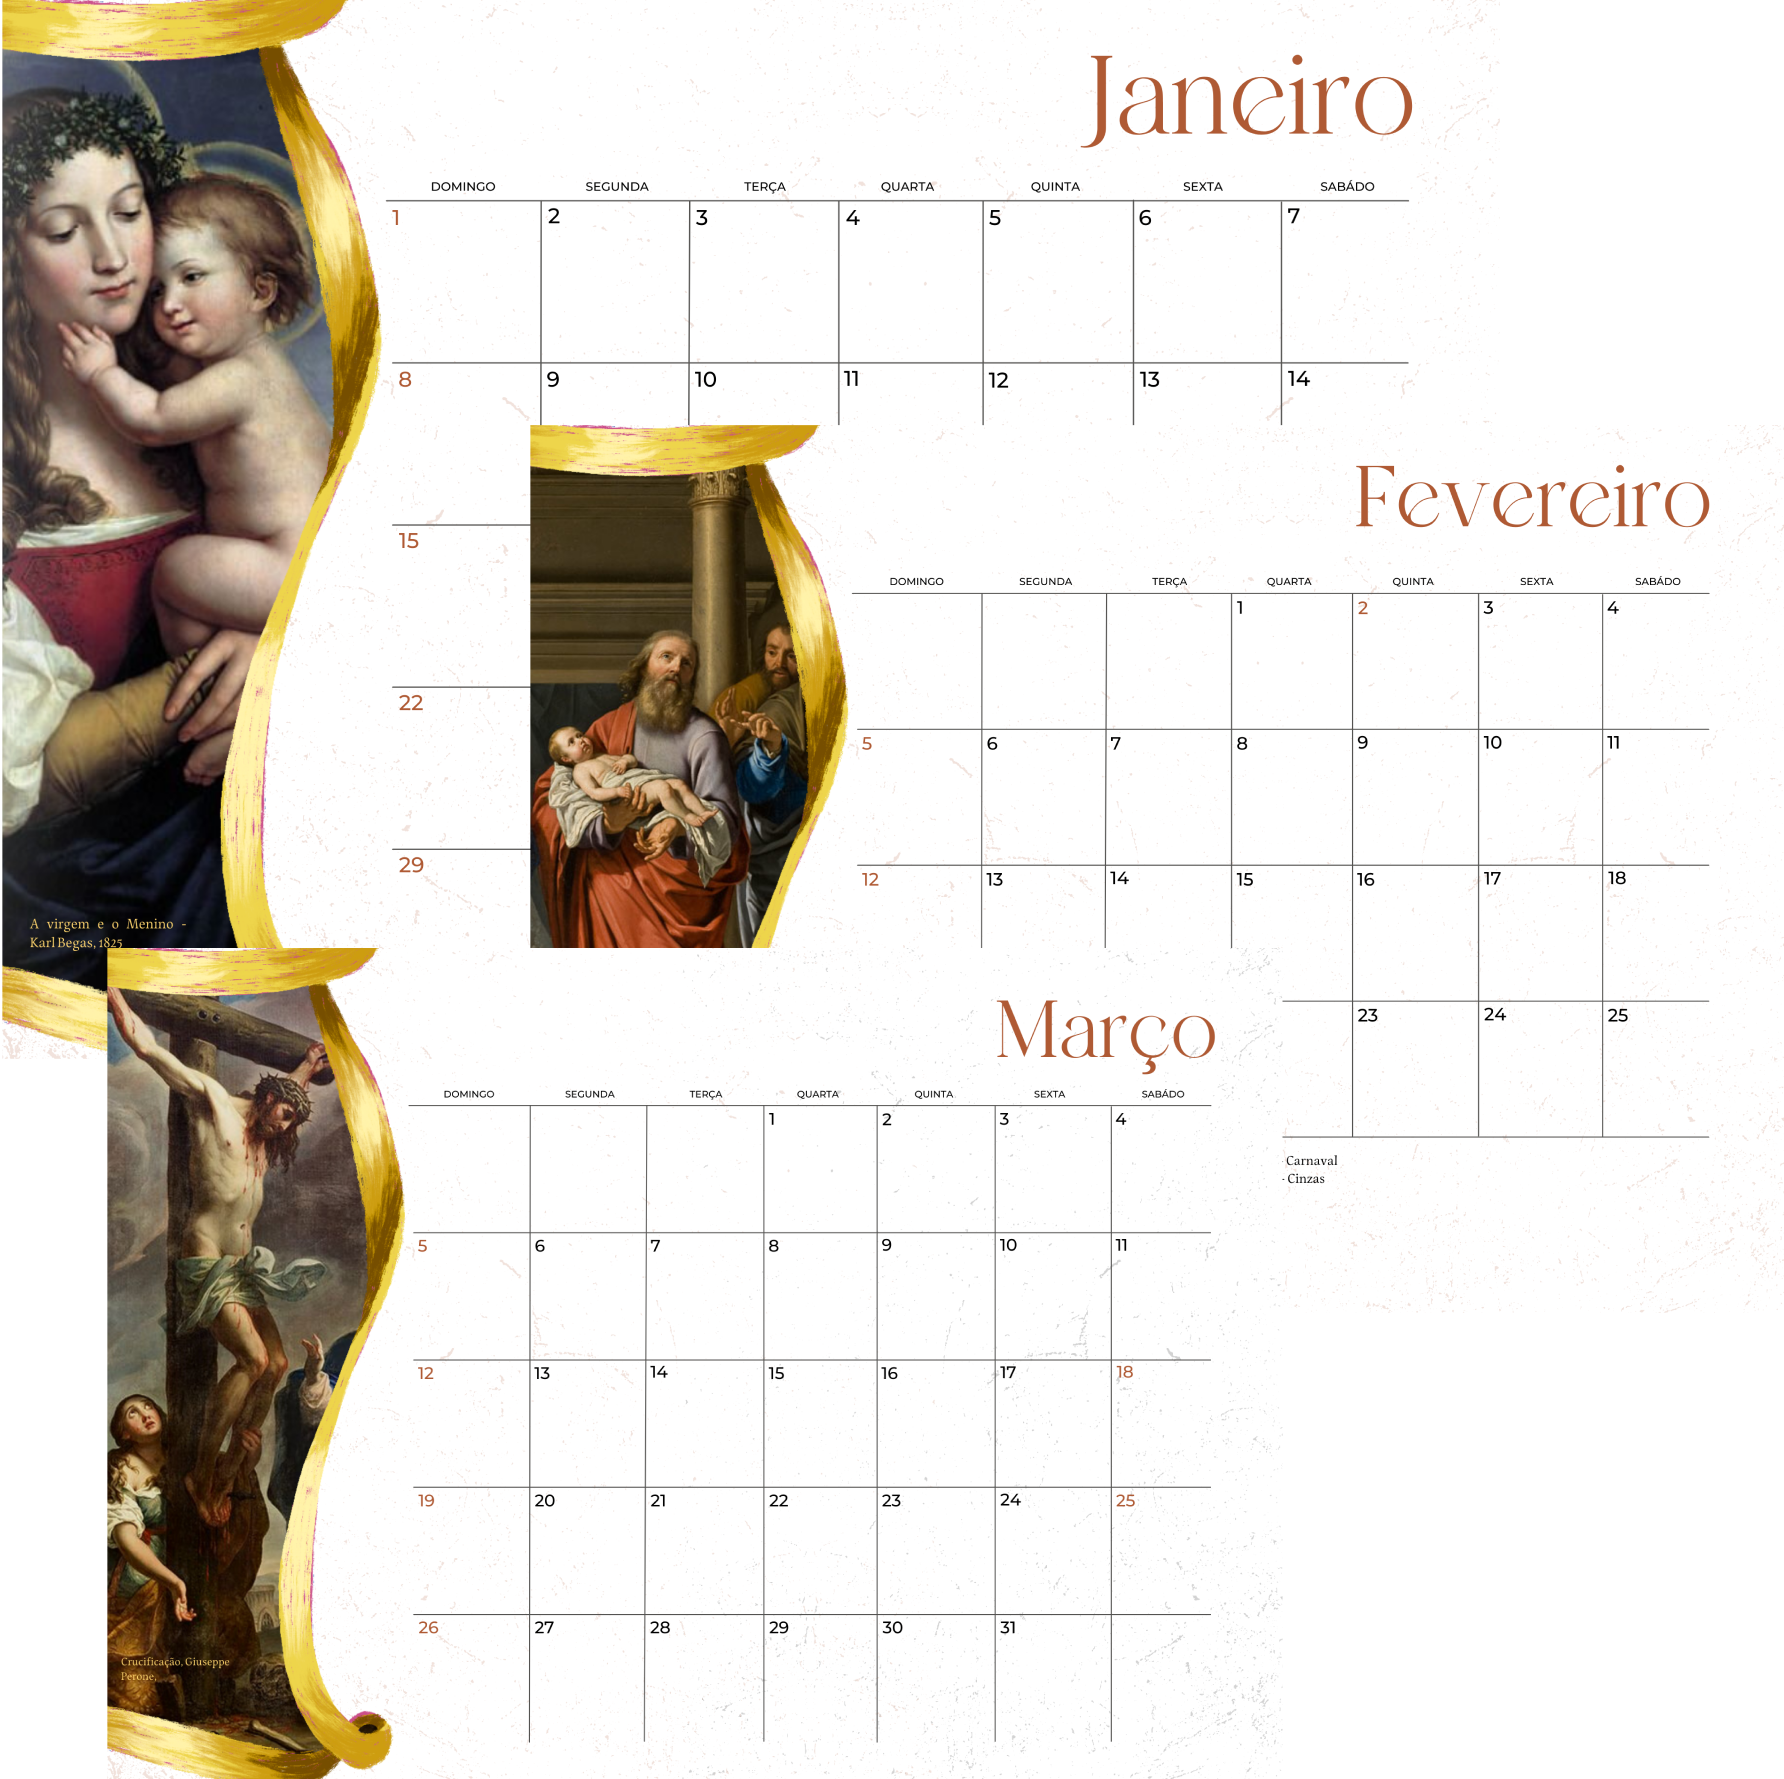 Janeiro
DOMINGO SEGUNDA TERÇA QUARTA QUINTA SEXTA SABÁDO
1 2 3 4 5 6 7
8 9 10 11 12 13 14
15
22
29
A virgem e o Menino -
Karl Begas, 1825
Fevereiro
DOMINGO SEGUNDA TERÇA QUARTA QUINTA SEXTA SABÁDO
1 2 3 4
5 6 7 8 9 10 11
12 13 14 15 16 17 18
23 24 25
Carnaval
- Cinzas
Março
DOMINGO SEGUNDA TERÇA QUARTA QUINTA SEXTA SABÁDO
1 2 3 4
5 6 7 8 9 10 11
12 13 14 15 16 17 18
19 20 21 22 23 24 25
26 27 28 29 30 31
Crucificação, Giuseppe
Perone,